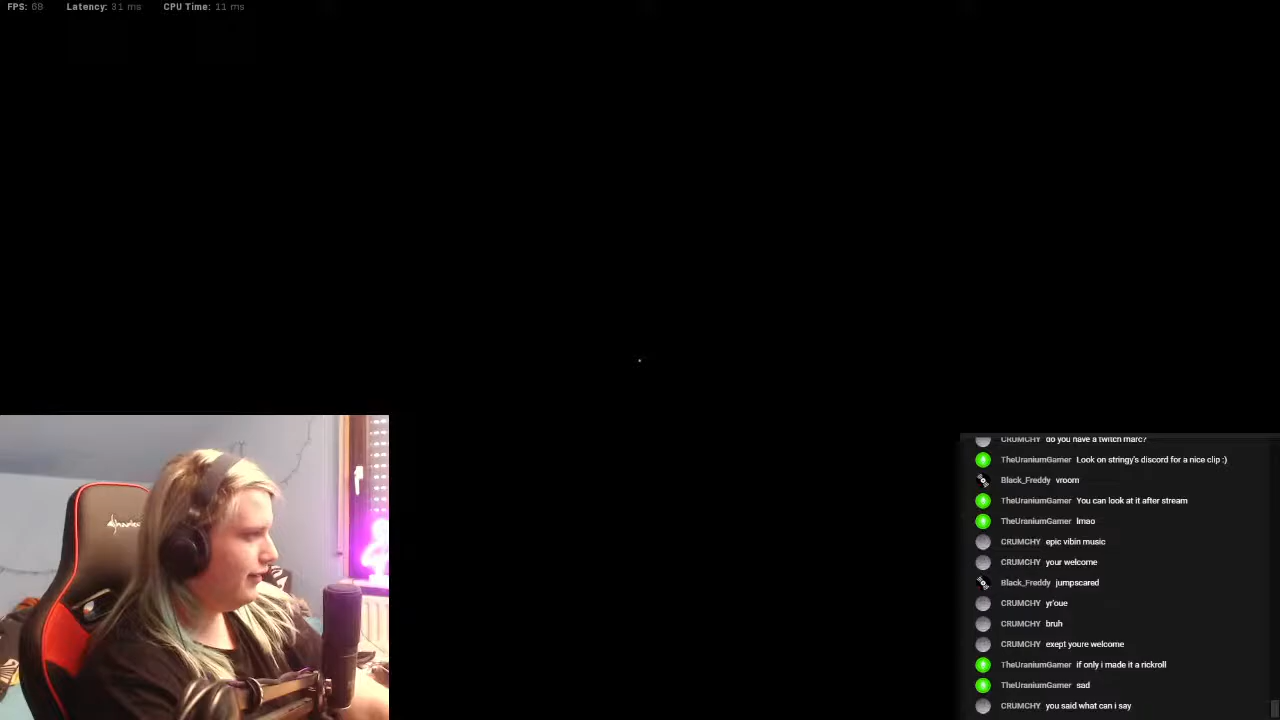 FPS: 68 Latency: 31 ms CPU Time: 11 ms
CRUMCHY do you have a twitch marc?
TheUraniumGamer Look on stringy's discord for a nice clip :)
Black_Freddy vroom
TheUraniumGamer You can look at it after stream
TheUraniumGamer lmao
CRUMCHY epic vibin music
CRUMCHY your welcome
Black_Freddy jumpscared
CRUMCHY yr'oue
CRUMCHY bruh
CRUMCHY exept youre welcome
TheUraniumGamer if only i made it a rickroll
TheUraniumGamer sad
CRUMCHY you said what can i say